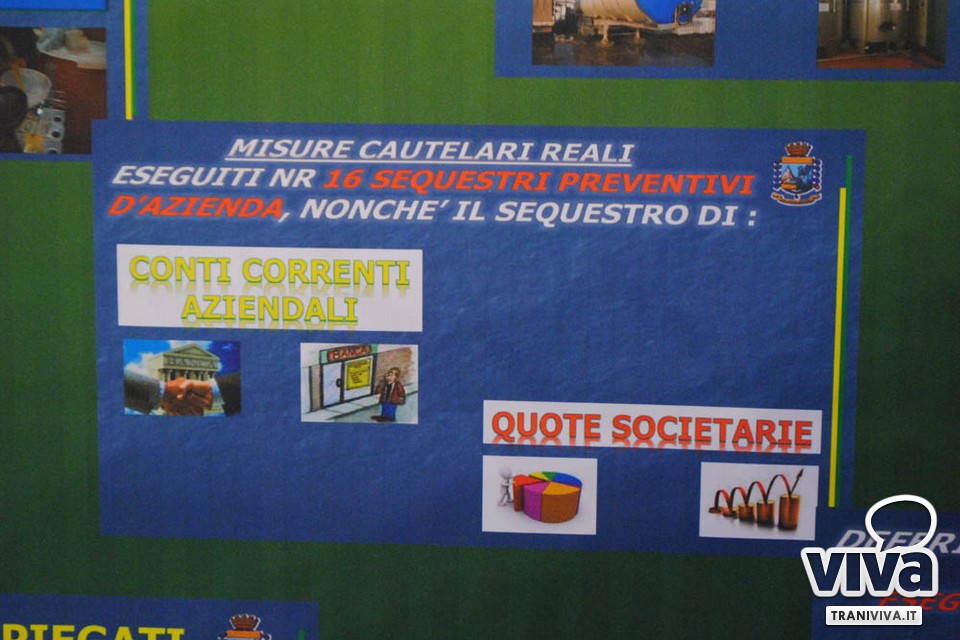 MISURE CAUTELARI REALI
ESEGUITI NR 16 SEQUESTRI PREVENTIVI
D'AZIENDA, NONCHE' IL SEQUESTRO DI :
CONTI CORRENTI
AZIENDALI
BANCA
QUOTE SOCIETARIE
viva
TRANIVIVA.IT